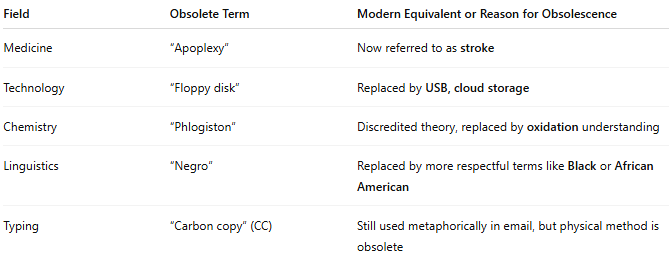 Field Obsolete Term Modern Equivalent or Reason for Obsolescence
Medicine “Apoplexy” Now referred to as stroke
Technology “Floppy disk” Replaced by USB, cloud storage
Chemistry “Phlogiston” Discredited theory, replaced by oxidation understanding
Linguistics “Negro” Replaced by more respectful terms like Black or African
American
Typing “Carbon copy” (CC) Still used metaphorically in email, but physical method is
obsolete